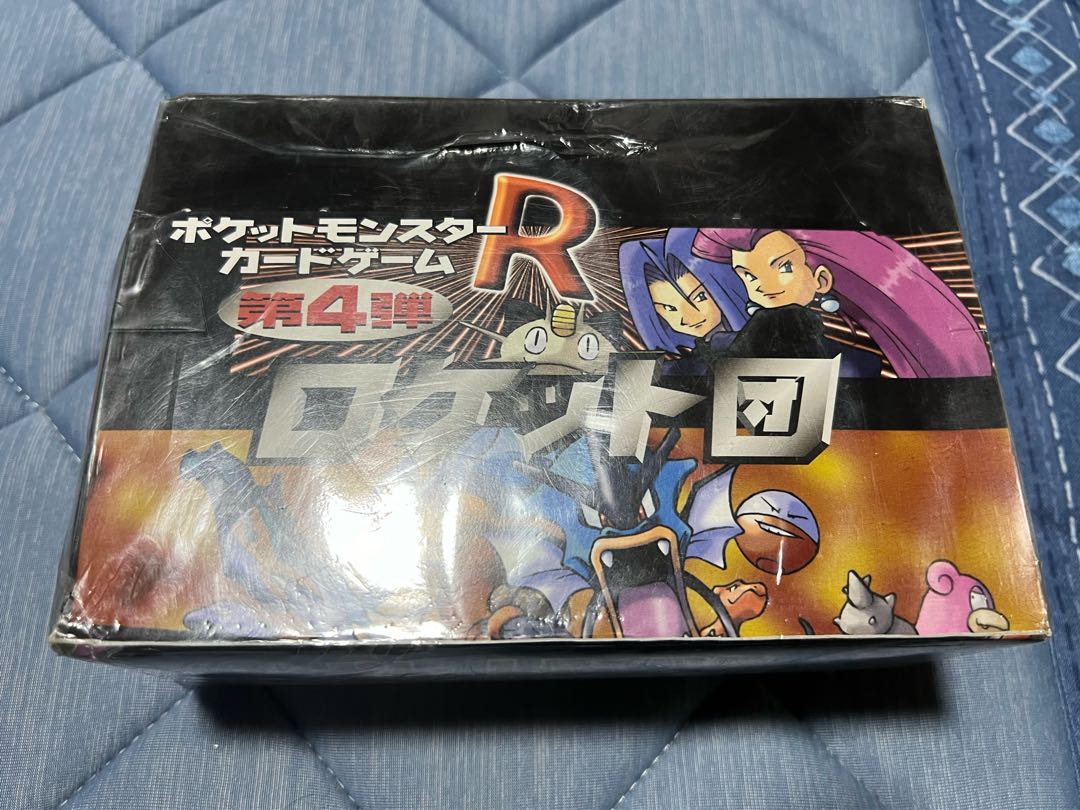 R
ポケットモンスター
カードゲーム
第4弾
ロケット団